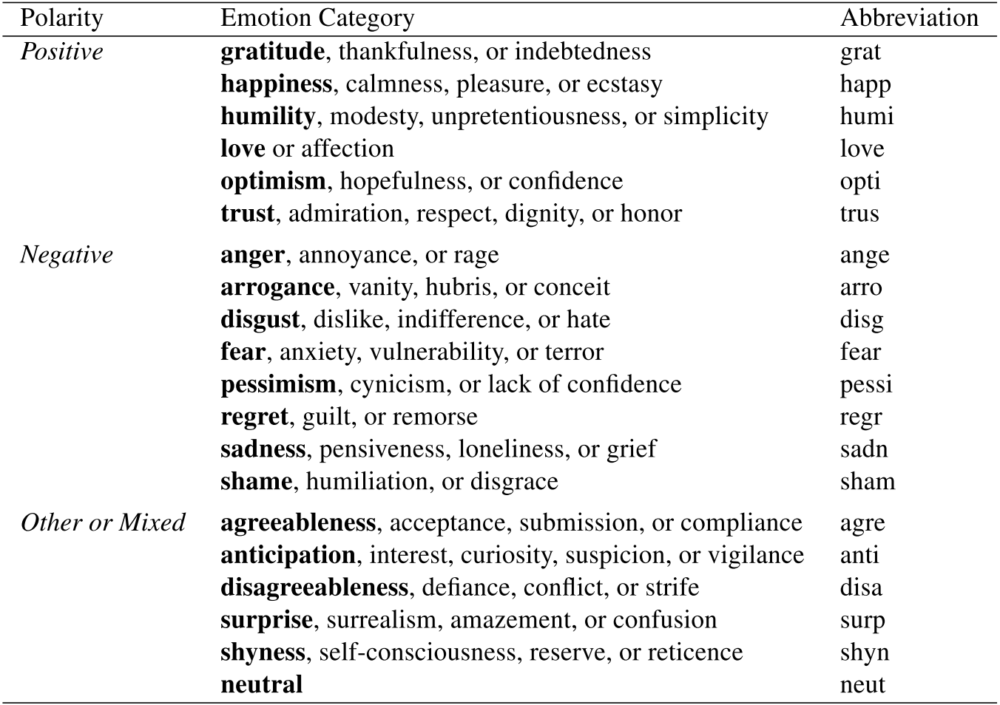 Polarity Emotion Category Abbreviation
Positive gratitude, thankfulness, or indebtedness grat
happiness, calmness, pleasure, or ecstasy happ
humility, modesty, unpretentiousness, or simplicity humi
love or affection love
optimism, hopefulness, or confidence opti
trust, admiration, respect, dignity, or honor trus
Negative anger, annoyance, or rage ange
arrogance, vanity, hubris, or conceit arro
disgust, dislike, indifference, or hate disg
fear, anxiety, vulnerability, or terror fear
pessimism, cynicism, or lack of confidence pessi
regret, guilt, or remorse regr
sadness, pensiveness, loneliness, or grief sadn
shame, humiliation, or disgrace sham
Other or Mixed agreeableness, acceptance, submission, or compliance agre
anticipation, interest, curiosity, suspicion, or vigilance anti
disagreeableness, defiance, conflict, or strife disa
surprise, surrealism, amazement, or confusion surp
shyness, self-consciousness, reserve, or reticence shyn
neutral neut